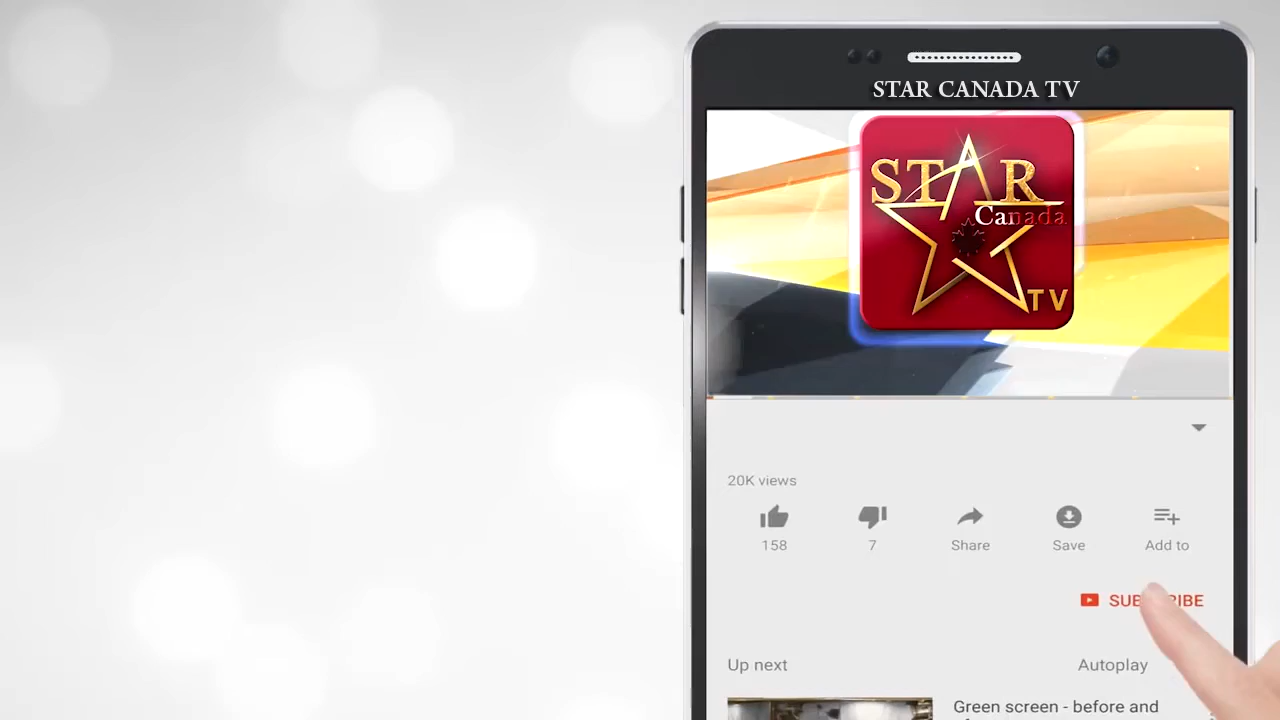 STAR CANADA TV
STAR
Canada
TV
20K views
158
7
Share
Save
Add to
SUBSCRIBE
Up next
Autoplay
Green screen - before and